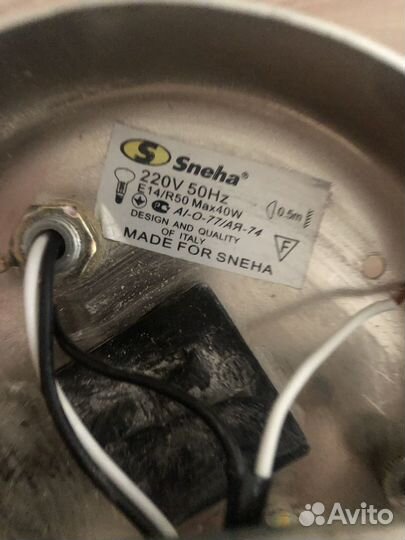 S Sneha®
220V 50Hz
E14/R50 Max40W
0.5m
AI-O-77/АЯ-74
DESIGN AND QUALITY
OF ITALY
F
MADE FOR SNEHA
Avito